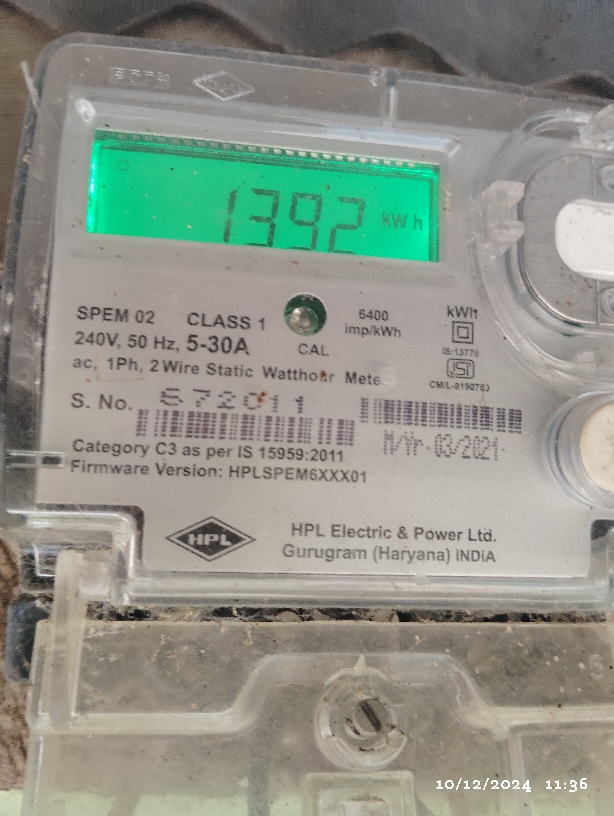 1392 kWh
SPEM 02 CLASS 1 6400 imp/kWh kWh
240V, 50 Hz, 5-30A CAL IS:13779
ac, 1Ph, 2 Wire Static Watthour Mete
CM/L-8190783
S. No. 572011
M/Yr-03/2021
Category C3 as per IS 15959:2011
Firmware Version: HPLSPEM6XXX01
HPL
HPL Electric & Power Ltd.
Gurugram (Haryana) INDIA
10/12/2024 11:36